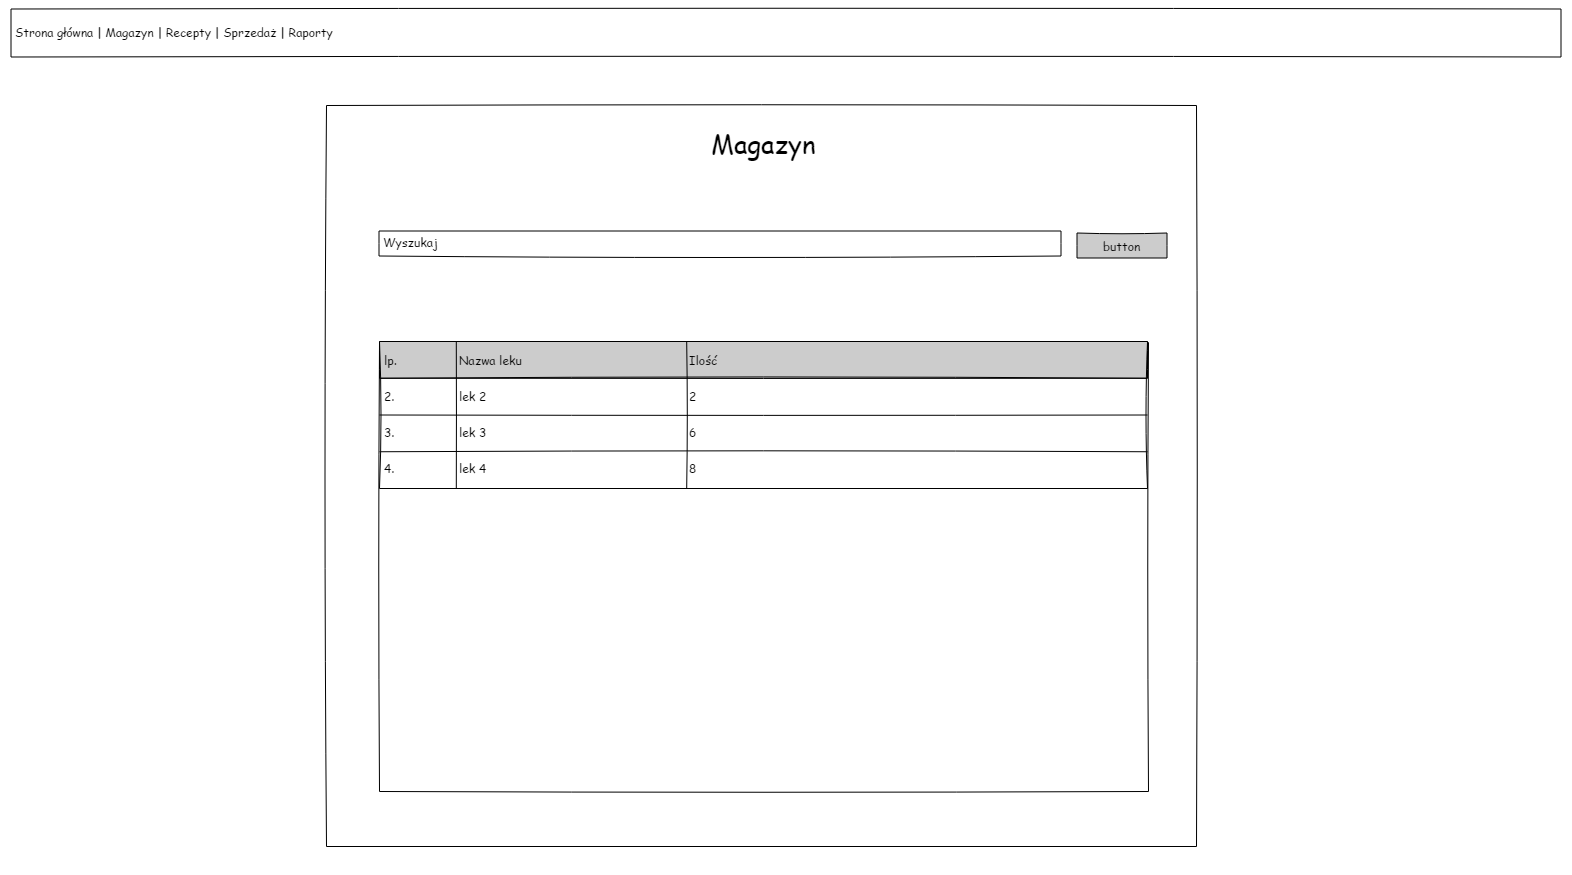 Strona główna | Magazyn | Recepty | Sprzedaż | Raporty
Magazyn
Wyszukaj
button
lp. Nazwa leku Ilość
2. lek 2 2
3. lek 3 6
4. lek 4 8